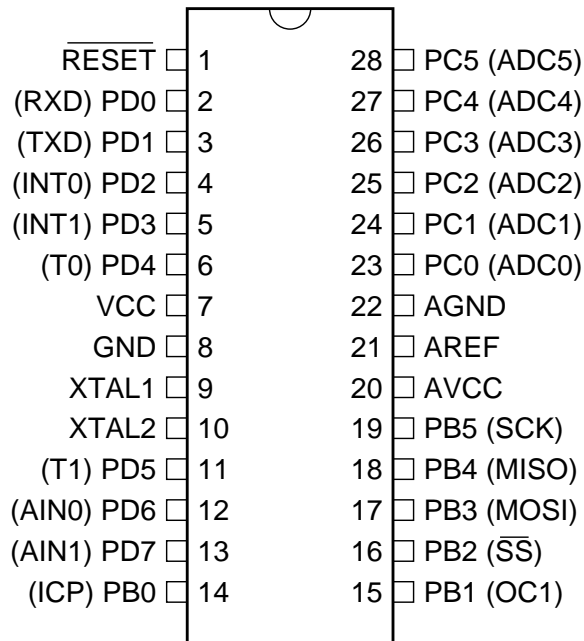 R̅E̅S̅E̅T̅ 1 28 PC5 (ADC5)
(RXD) PD0 2 27 PC4 (ADC4)
(TXD) PD1 3 26 PC3 (ADC3)
(INT0) PD2 4 25 PC2 (ADC2)
(INT1) PD3 5 24 PC1 (ADC1)
(T0) PD4 6 23 PC0 (ADC0)
VCC 7 22 AGND
GND 8 21 AREF
XTAL1 9 20 AVCC
XTAL2 10 19 PB5 (SCK)
(T1) PD5 11 18 PB4 (MISO)
(AIN0) PD6 12 17 PB3 (MOSI)
(AIN1) PD7 13 16 PB2 (S̅S̅)
(ICP) PB0 14 15 PB1 (OC1)